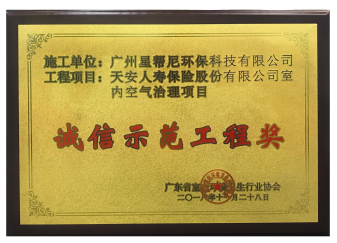 施工单位：广州星帮尼环保科技有限公司
工程项目：天安人寿保险股份有限公司室
内空气治理项目
诚信示范工程奖
广东省室 生行业协会
二〇一八年十 月二十八日